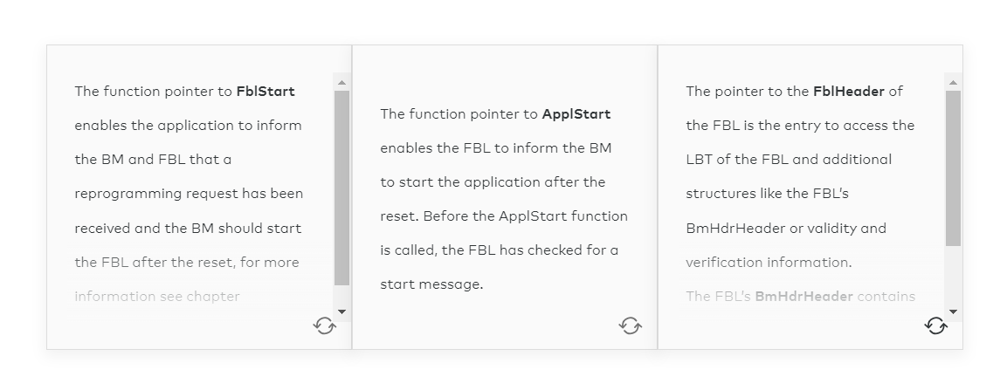 The function pointer to FblStart
enables the application to inform
the BM and FBL that a
reprogramming request has been
received and the BM should start
the FBL after the reset, for more
information see chapter
The function pointer to ApplStart
enables the FBL to inform the BM
to start the application after the
reset. Before the ApplStart function
is called, the FBL has checked for a
start message.
The pointer to the FblHeader of
the FBL is the entry to access the
LBT of the FBL and additional
structures like the FBL’s
BmHdrHeader or validity and
verification information.
The FBL’s BmHdrHeader contains